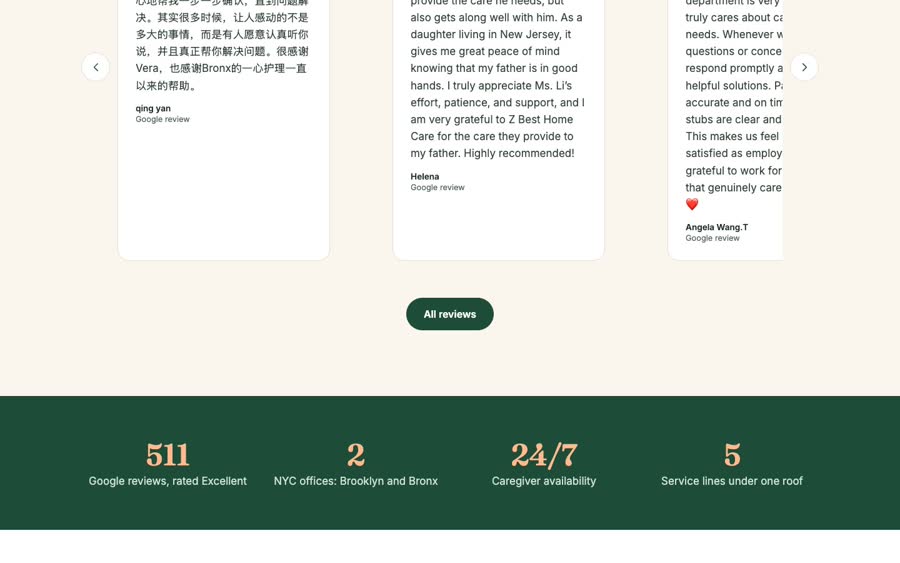 心地帮我一步一步确认，直到问题解
决。其实很多时候，让人感动的不是
多大的事情，而是有人愿意认真听你
说，并且真正帮你解决问题。很感谢
Vera，也感谢Bronx的一心护理一直
以来的帮助。
qing yan
Google review
provide the care he needs, but
also gets along well with him. As a
daughter living in New Jersey, it
gives me great peace of mind
knowing that my father is in good
hands. I truly appreciate Ms. Li’s
effort, patience, and support, and I
am very grateful to Z Best Home
Care for the care they provide to
my father. Highly recommended!
Helena
Google review
department is very
truly cares about ca
needs. Whenever w
questions or conce
respond promptly a
helpful solutions. Pa
accurate and on tim
stubs are clear and
This makes us feel
satisfied as employ
grateful to work for
that genuinely care
❤️
Angela Wang.T
Google review
All reviews
511
Google reviews, rated Excellent
2
NYC offices: Brooklyn and Bronx
24/7
Caregiver availability
5
Service lines under one roof